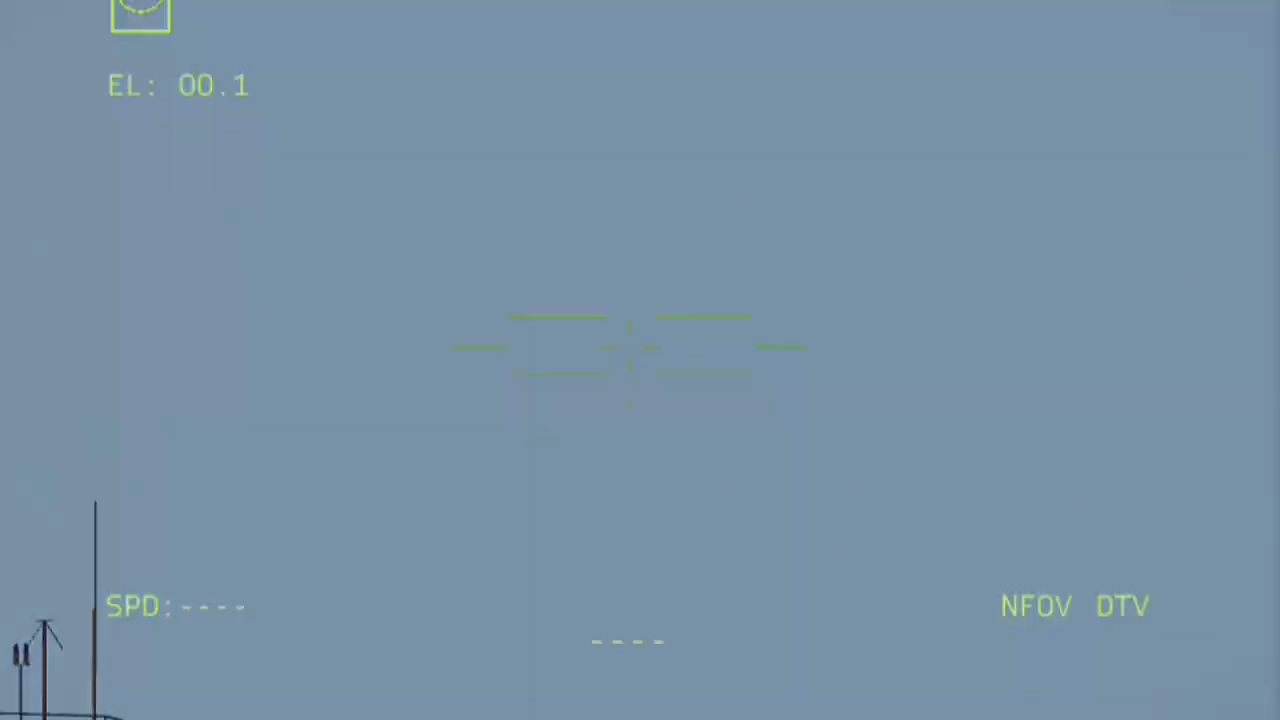 EL: 00.1
SPD:----
NFOV DTV
----